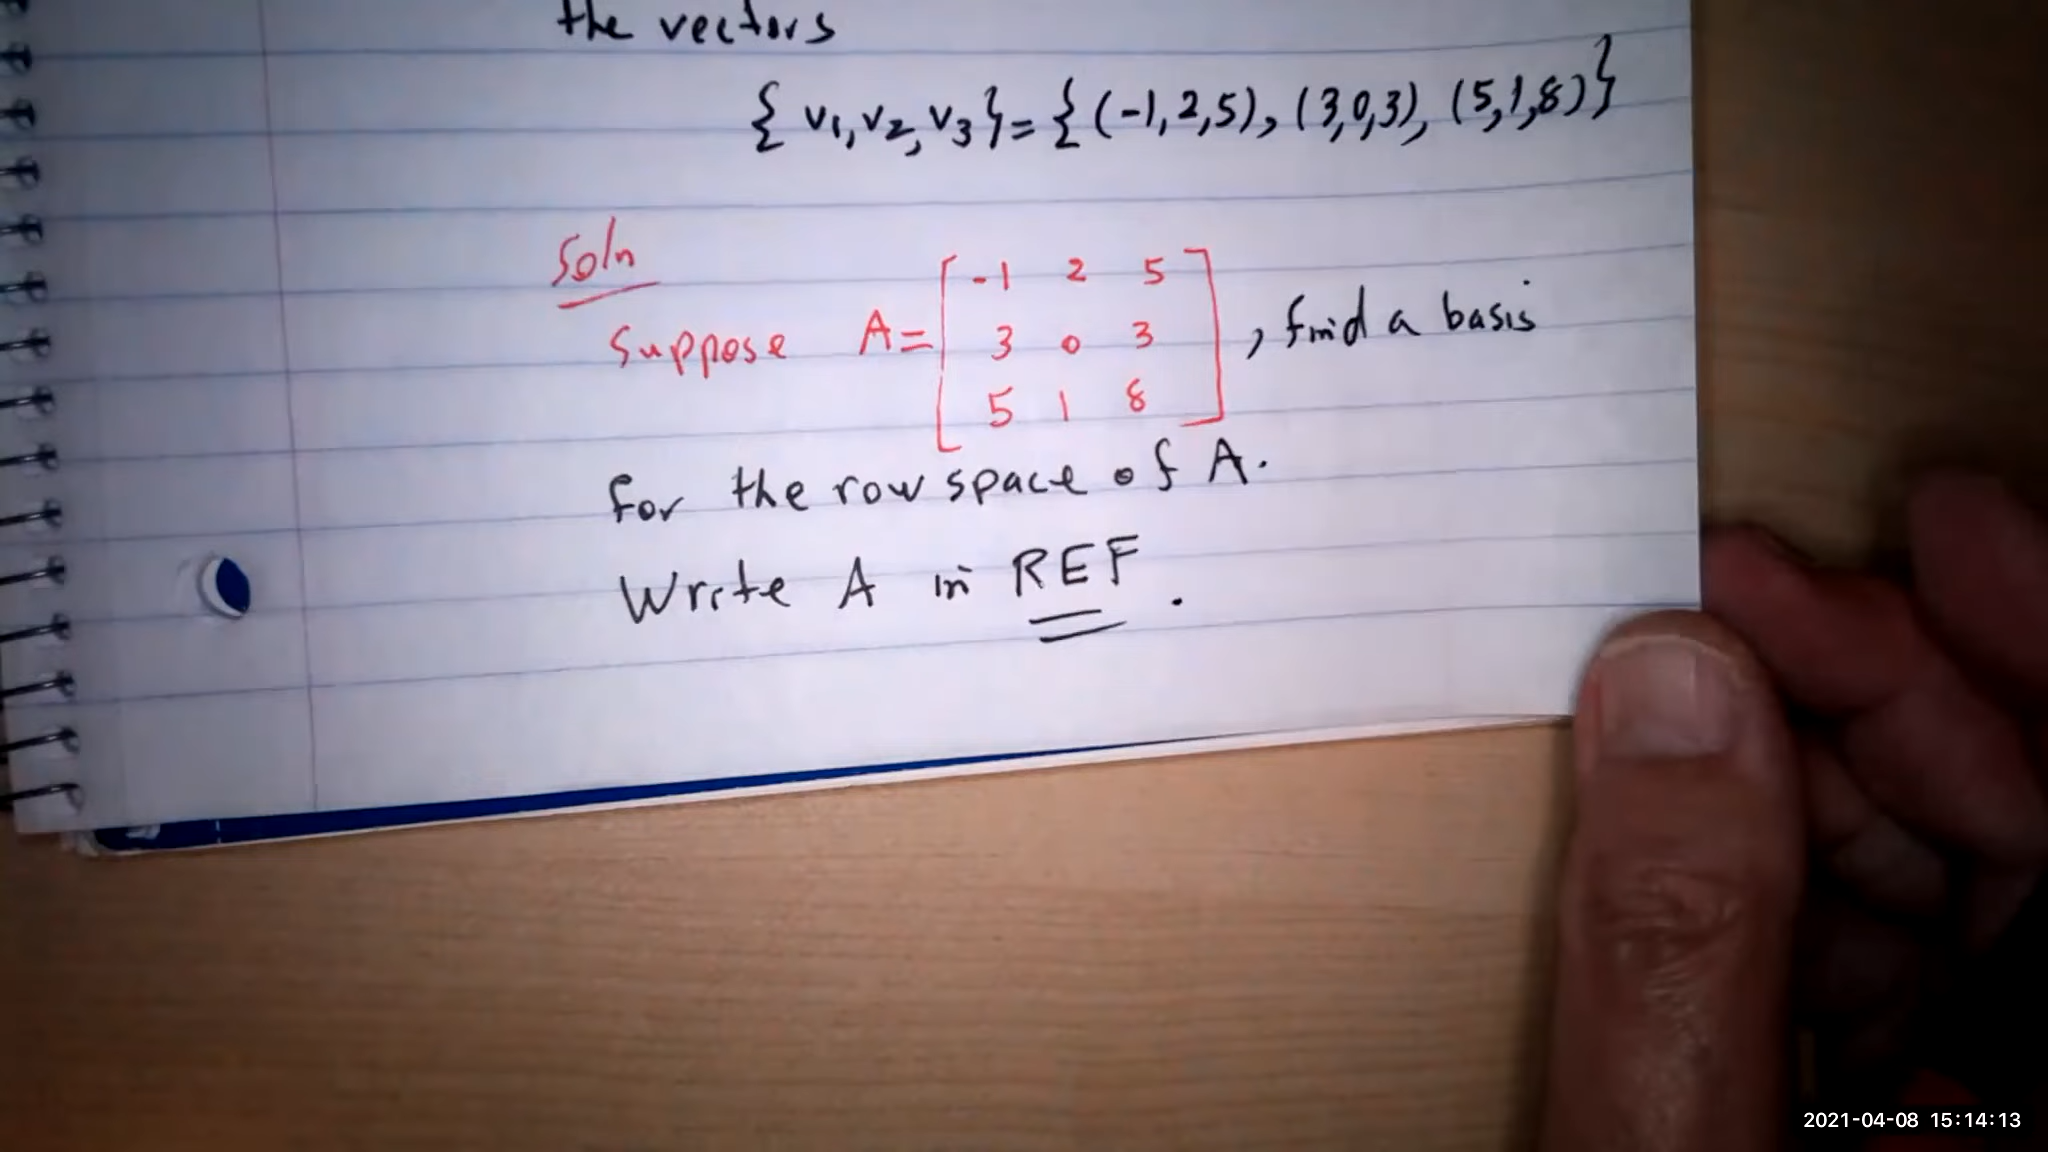 the vectors
{ v1, v2, v3 } = { (-1, 2, 5), (3, 0, 3), (5, 1, 8) }
Soln
Suppose A = [ -1 2 5
3 0 3
5 1 8 ] , find a basis
for the row space of A.
Write A in REF .
2021-04-08 15:14:13